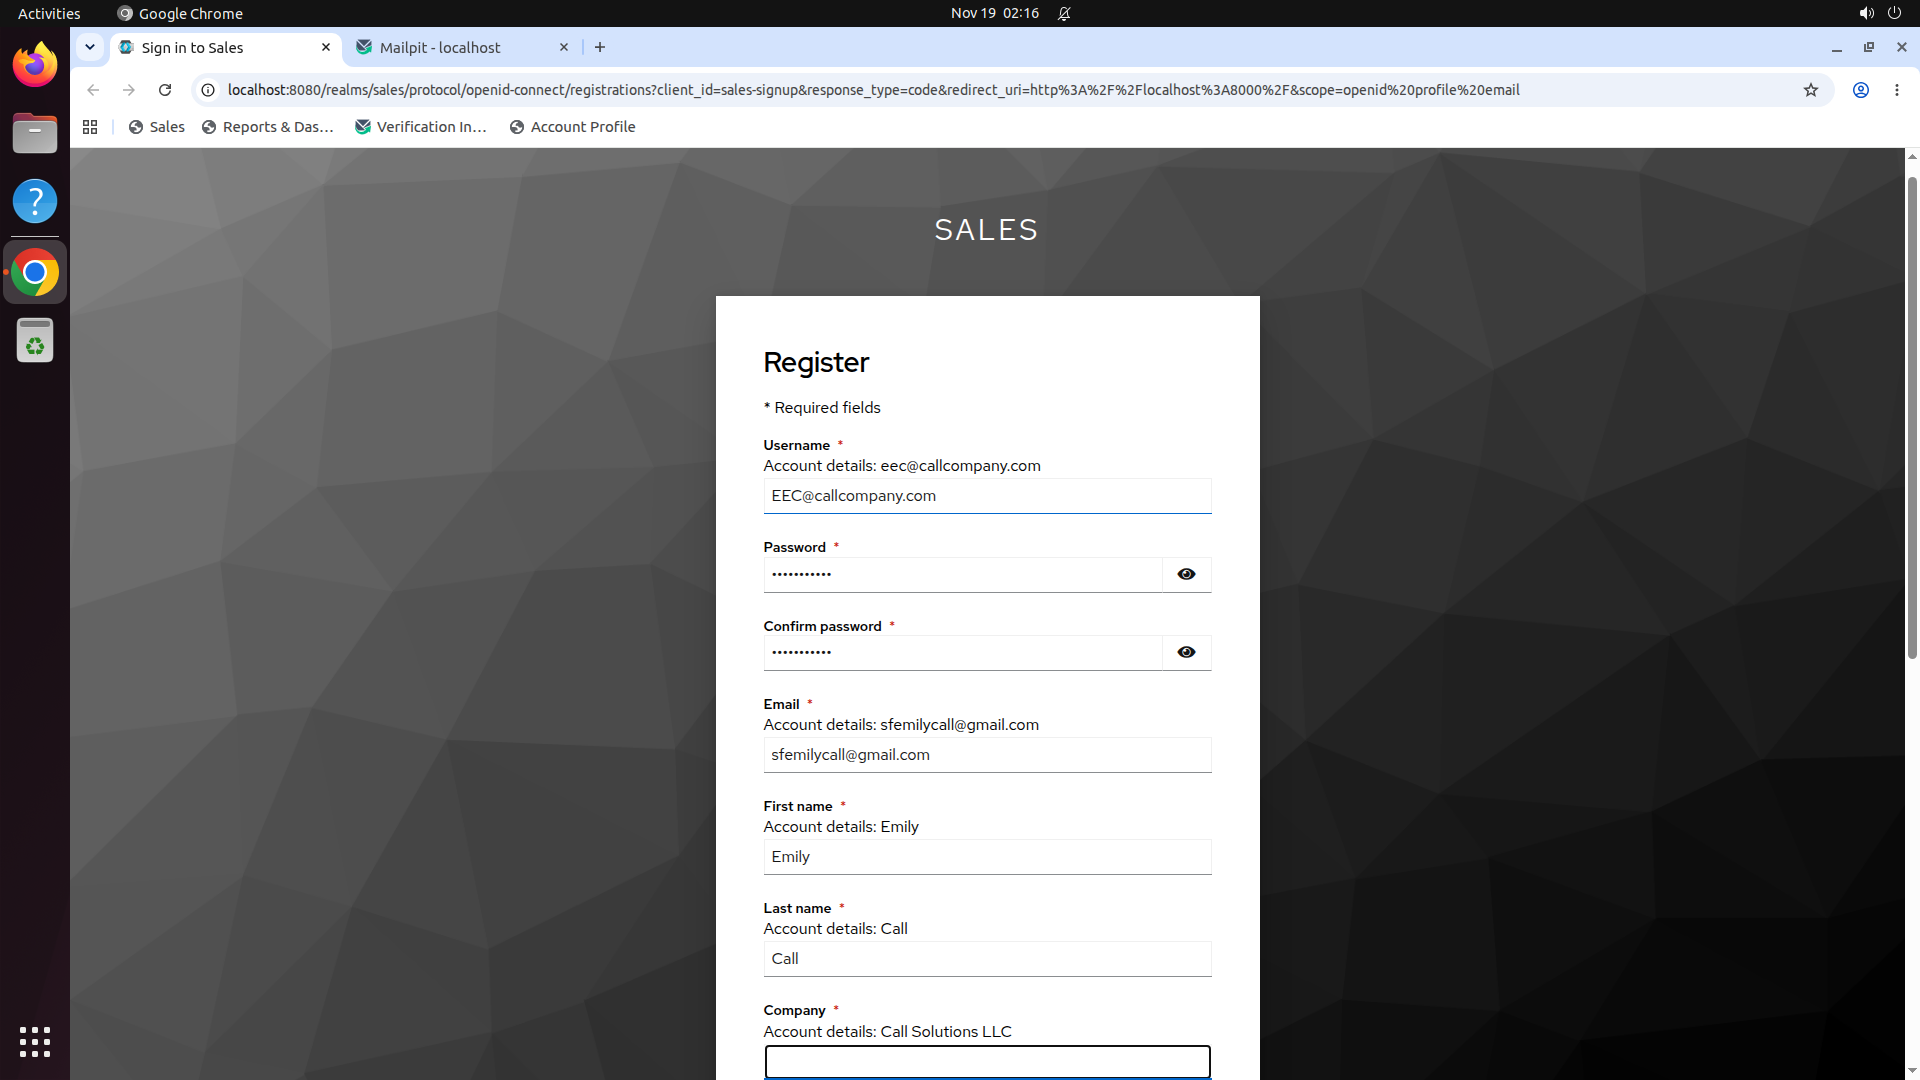 Activities
Google Chrome
Nov 19 02:16
Sign in to Sales
Mailpit - localhost
localhost:8080/realms/sales/protocol/openid-connect/registrations?client_id=sales-signup&response_type=code&redirect_uri=http%3A%2F%2Flocalhost%3A8000%2F&scope=openid%20profile%20email
Sales
Reports & Das...
Verification In...
Account Profile
SALES
Register
* Required fields
Username *
Account details: eec@callcompany.com
EEC@callcompany.com
Password *
•••••••••••
Confirm password *
•••••••••••
Email *
Account details: sfemilycall@gmail.com
sfemilycall@gmail.com
First name *
Account details: Emily
Emily
Last name *
Account details: Call
Call
Company *
Account details: Call Solutions LLC